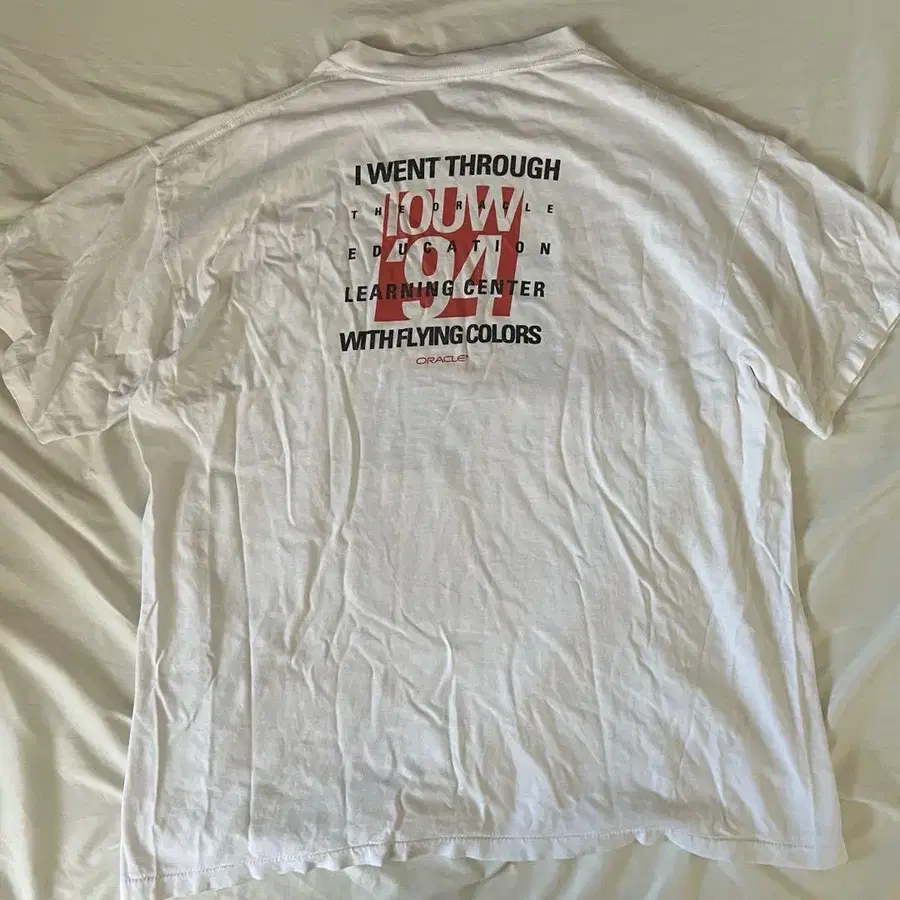 I WENT THROUGH
IOUW
THE ORACLE
EDUCATION
'94
LEARNING CENTER
WITH FLYING COLORS
ORACLE®